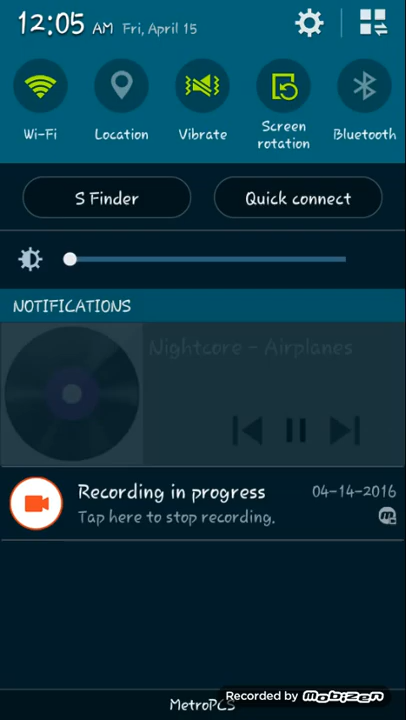 12:05 AM Fri, April 15
Wi-Fi
Location
Vibrate
Screen
rotation
Bluetooth
S Finder
Quick connect
NOTIFICATIONS
Nightcore - Airplanes
Recording in progress
04-14-2016
Tap here to stop recording.
MetroPCS
Recorded by mobizen